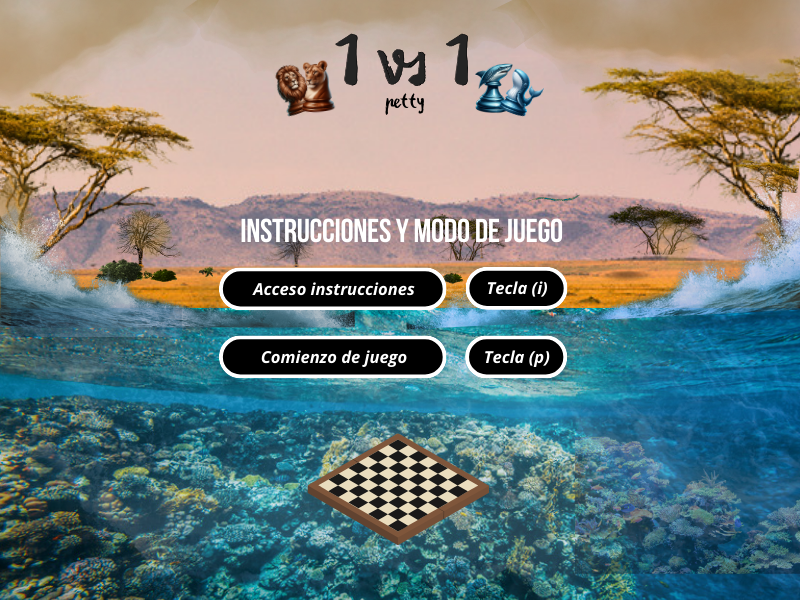 1 vs 1
petty
INSTRUCCIONES Y MODO DE JUEGO
Acceso instrucciones
Tecla (i)
Comienzo de juego
Tecla (p)